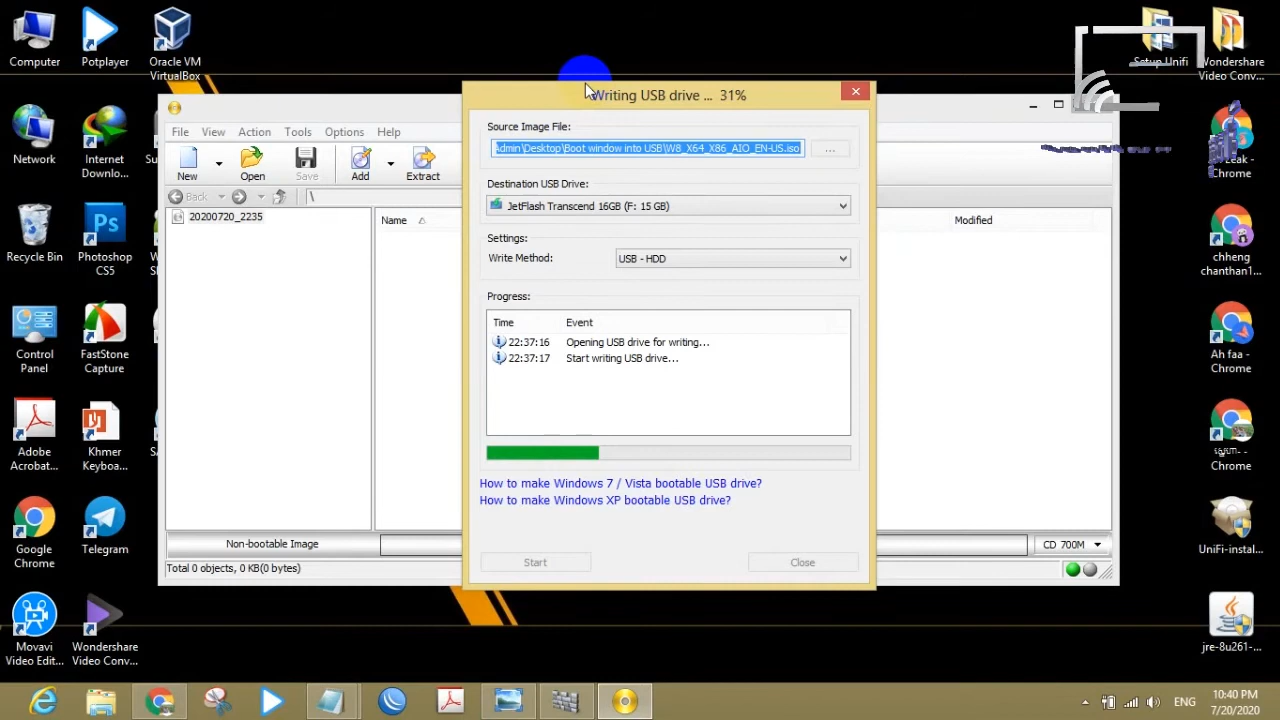 Computer
Potplayer
Oracle VM
VirtualBox
Setup Unifi
Wondershare
Video Conv...
Writing USB drive ... 31%
File
View
Action
Tools
Options
Help
New
Open
Save
Add
Extract
Back
\
20200720_2235
Name
Modified
Source Image File:
Admin\Desktop\Boot window into USB\W8_X64_X86_AIO_EN-US.iso
...
Destination USB Drive:
JetFlash Transcend 16GB (F: 15 GB)
Settings:
Write Method:
USB - HDD
Progress:
Time
Event
22:37:16
Opening USB drive for writing...
22:37:17
Start writing USB drive...
How to make Windows 7 / Vista bootable USB drive?
How to make Windows XP bootable USB drive?
Start
Close
Non-bootable Image
CD 700M
Total 0 objects, 0 KB(0 bytes)
Network
Internet
Downlo...
Recycle Bin
Photoshop
CS5
Control
Panel
FastStone
Capture
Adobe
Acrobat...
Khmer
Keyboa...
Google
Chrome
Telegram
Movavi
Video Edit...
Wondershare
Video Conv...
Chrome
chheng
chanthan1...
Ah faa -
Chrome
Chrome
UniFi-instal...
jre-8u261-...
ENG
10:40 PM
7/20/2020